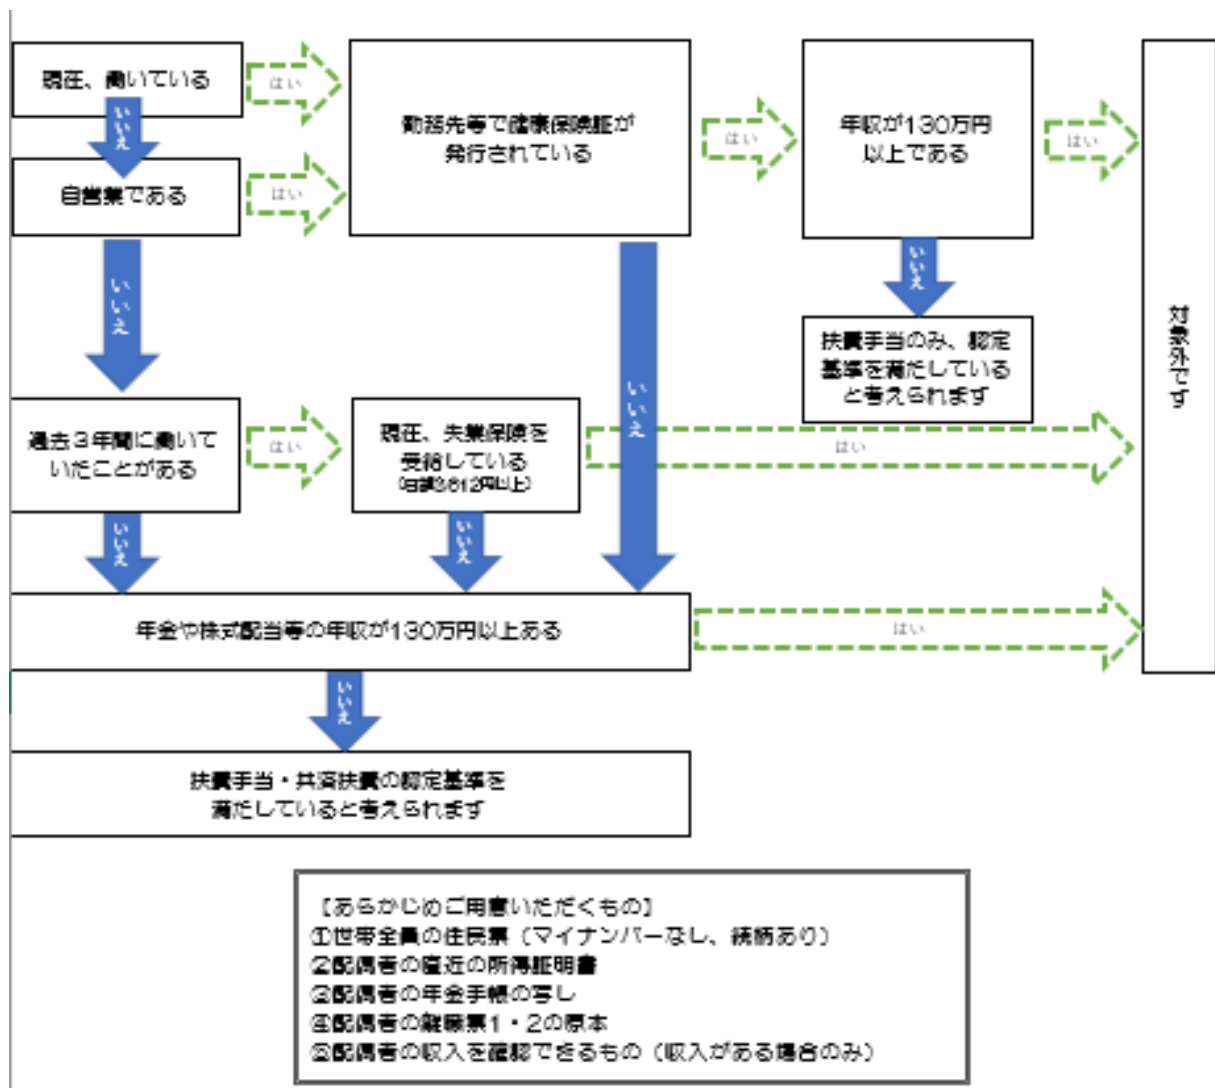 現在、働いている
はい
いいえ
勤務先等で健康保険証が
発行されている
はい
年収が130万円
以上である
はい
自営業である
はい
いいえ
いいえ
いいえ
対象外です
扶養手当のみ、認定
基準を満たしている
と考えられます
過去3年間に働いて
いたことがある
はい
現在、失業保険を
受給している
(日額3,612円以上)
はい
いいえ
いいえ
年金や株式配当等の年収が130万円以上ある
はい
いいえ
扶養手当・共済扶養の認定基準を
満たしていると考えられます
【あらかじめご用意いただくもの】
①世帯全員の住民票(マイナンバーなし、続柄あり)
②配偶者の直近の所得証明書
③配偶者の年金手帳の写し
④配偶者の離職票1・2の原本
⑤配偶者の収入を確認できるもの(収入がある場合のみ)